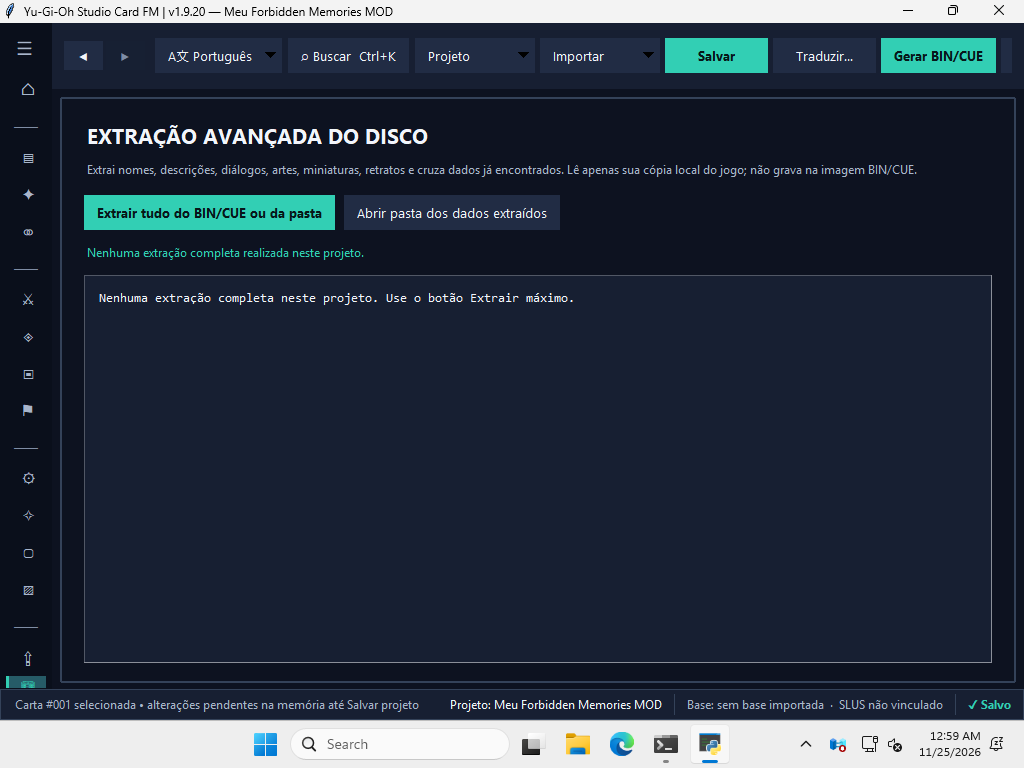 Yu-Gi-Oh Studio Card FM | v1.9.20 — Meu Forbidden Memories MOD
A文 Português
Buscar Ctrl+K
Projeto
Importar
Salvar
Traduzir...
Gerar BIN/CUE
EXTRAÇÃO AVANÇADA DO DISCO
Extrai nomes, descrições, diálogos, artes, miniaturas, retratos e cruza dados já encontrados. Lê apenas sua cópia local do jogo; não grava na imagem BIN/CUE.
Extrair tudo do BIN/CUE ou da pasta
Abrir pasta dos dados extraídos
Nenhuma extração completa realizada neste projeto.
Nenhuma extração completa neste projeto. Use o botão Extrair máximo.
Carta #001 selecionada • alterações pendentes na memória até Salvar projeto
Projeto: Meu Forbidden Memories MOD
Base: sem base importada · SLUS não vinculado
✓ Salvo
Search
12:59 AM
11/25/2026